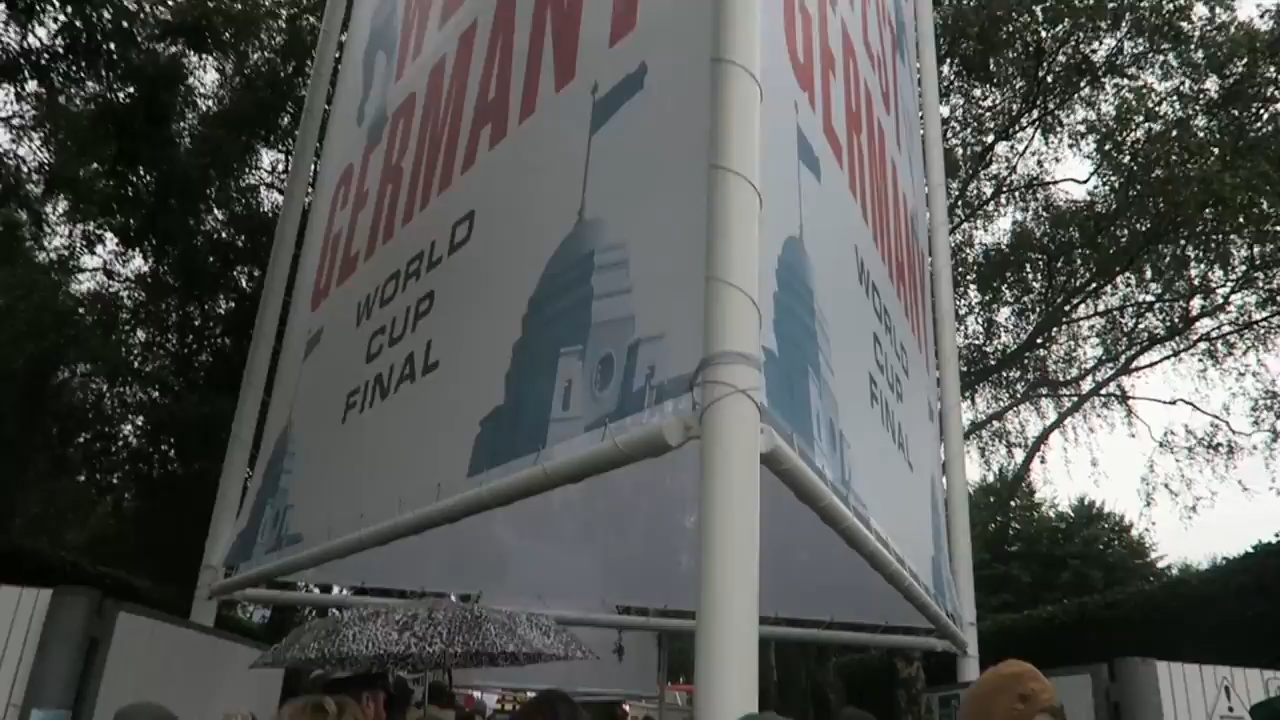 GERMANY
WORLD
CUP
FINAL
GERMANY
WORLD
CUP
FINAL